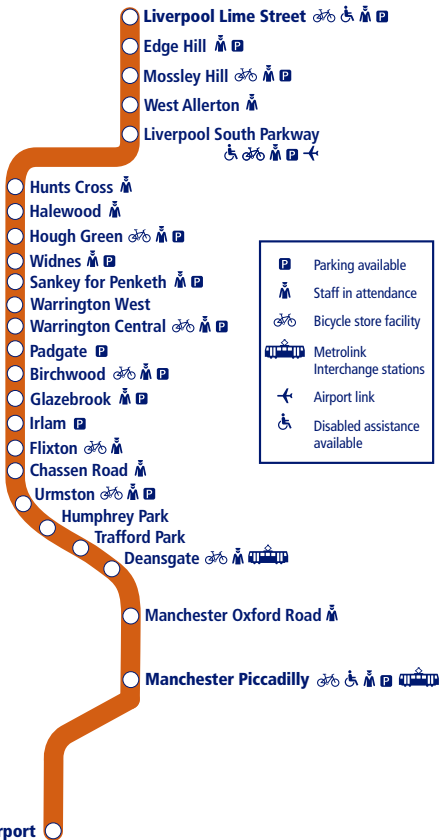 Liverpool Lime Street P
Edge Hill P
Mossley Hill P
West Allerton
Liverpool South Parkway
P
Hunts Cross
Halewood
Hough Green P
Widnes P
Sankey for Penketh P
Warrington West
Warrington Central P
Padgate P
Birchwood P
Glazebrook P
Irlam P
Flixton
Chassen Road
Urmston P
Humphrey Park
Trafford Park
Deansgate
Manchester Oxford Road
Manchester Piccadilly P
rport
P Parking available
Staff in attendance
Bicycle store facility
Metrolink
Interchange stations
Airport link
Disabled assistance
available